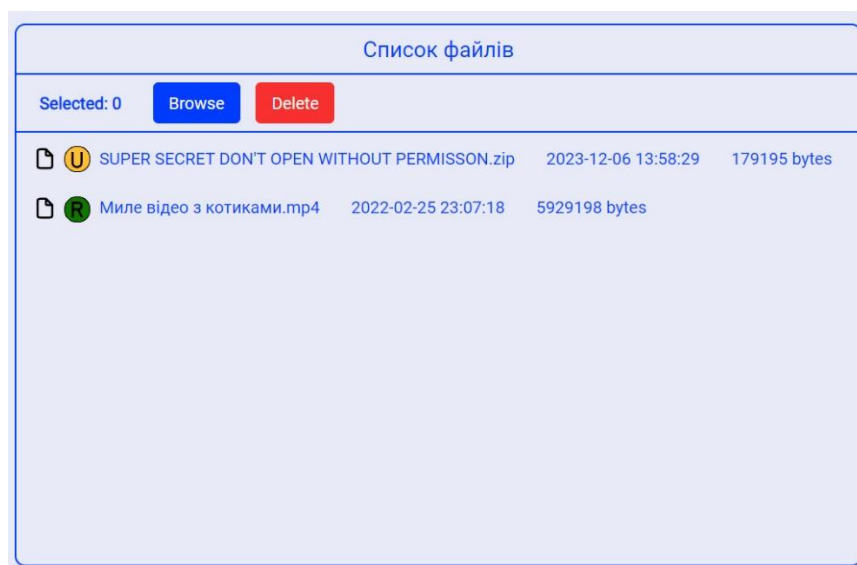 Список файлів
Selected: 0 Browse Delete
U SUPER SECRET DON'T OPEN WITHOUT PERMISSON.zip 2023-12-06 13:58:29 179195 bytes
R Миле відео з котиками.mp4 2022-02-25 23:07:18 5929198 bytes